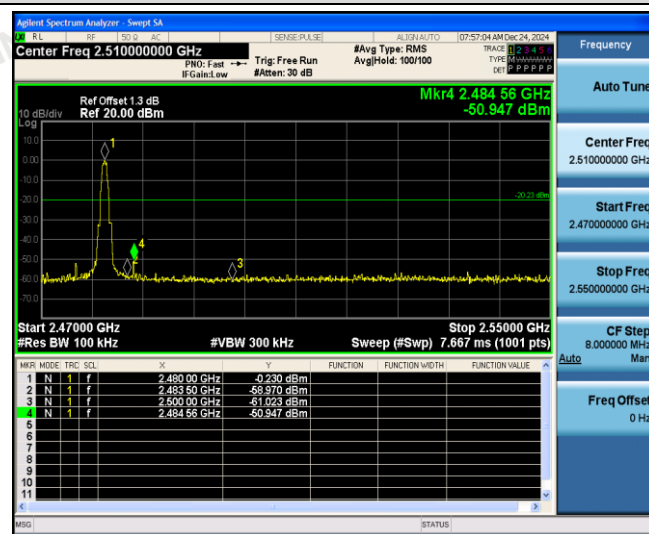 Agilent Spectrum Analyzer - Swept SA
RL RF 50 Ω AC SENSE:PULSE ALIGN AUTO 07:57:04 AM Dec 24, 2024
Center Freq 2.510000000 GHz
PNO: Fast
IFGain:Low
Trig: Free Run
#Atten: 30 dB
#Avg Type: RMS
Avg|Hold: 100/100
TRACE 1 2 3 4 5 6
TYPE M
DET P P P P P P
Mkr4 2.484 56 GHz
-50.947 dBm
Ref Offset 1.3 dB
10 dB/div Ref 20.00 dBm
Log
10.0
0.00
-10.0
-20.0
-30.0
-40.0
-50.0
-60.0
-70.0
-20.23 dBm
1
4
2
3
Start 2.47000 GHz Stop 2.55000 GHz
#Res BW 100 kHz #VBW 300 kHz Sweep (#Swp) 7.667 ms (1001 pts)
MKR MODE TRC SCL X Y FUNCTION FUNCTION WIDTH FUNCTION VALUE
1 N 1 f 2.480 00 GHz -0.230 dBm
2 N 1 f 2.483 50 GHz -58.970 dBm
3 N 1 f 2.500 00 GHz -61.023 dBm
4 N 1 f 2.484 56 GHz -50.947 dBm
5
6
7
8
9
10
11
MSG STATUS
Frequency
Auto Tune
Center Freq
2.510000000 GHz
Start Freq
2.470000000 GHz
Stop Freq
2.550000000 GHz
CF Step
8.000000 MHz
Auto Man
Freq Offset
0 Hz